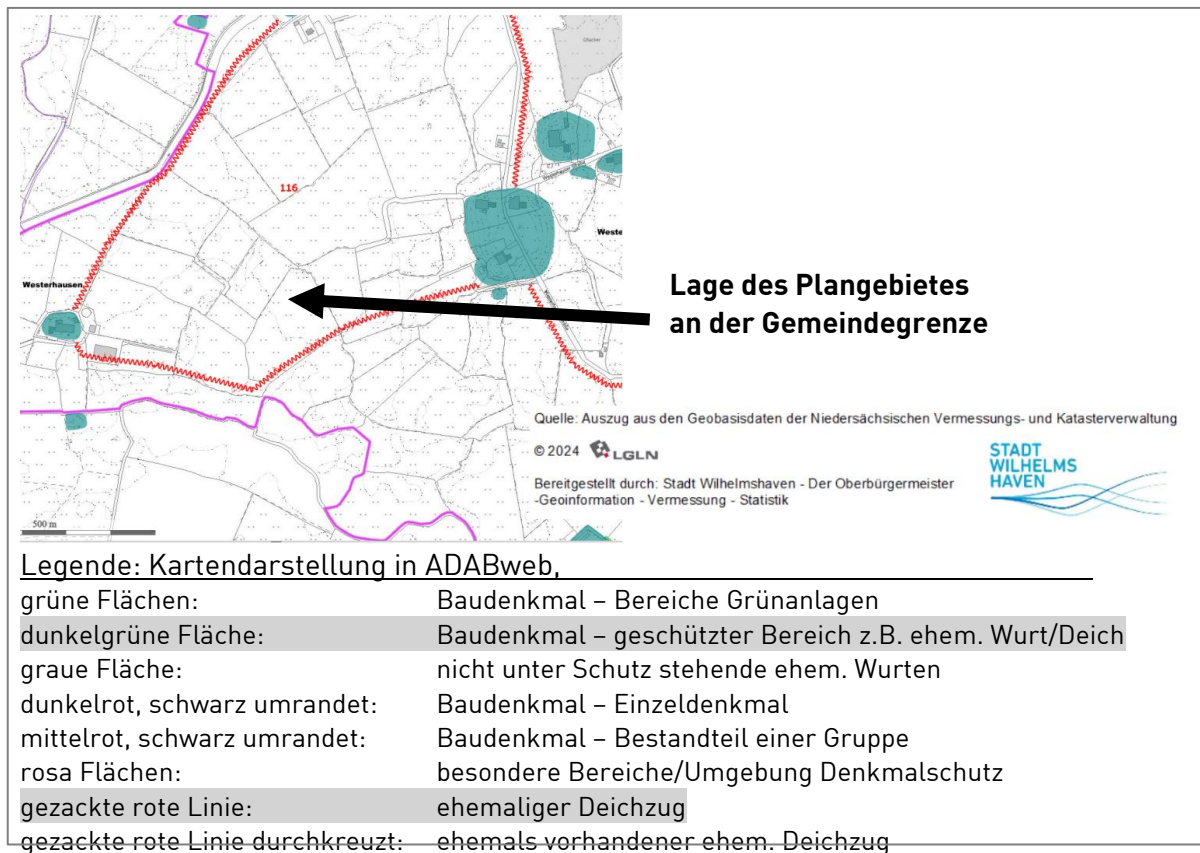 116
Weste
Westerhausen
500 m
Lage des Plangebietes
an der Gemeindegrenze
Quelle: Auszug aus den Geobasisdaten der Niedersächsischen Vermessungs- und Katasterverwaltung
© 2024 LGLN
Bereitgestellt durch: Stadt Wilhelmshaven - Der Oberbürgermeister
-Geoinformation - Vermessung - Statistik
STADT
WILHELMS
HAVEN
Legende: Kartendarstellung in ADABweb,
grüne Flächen: Baudenkmal – Bereiche Grünanlagen
dunkelgrüne Fläche: Baudenkmal – geschützter Bereich z.B. ehem. Wurt/Deich
graue Fläche: nicht unter Schutz stehende ehem. Wurten
dunkelrot, schwarz umrandet: Baudenkmal – Einzeldenkmal
mittelrot, schwarz umrandet: Baudenkmal – Bestandteil einer Gruppe
rosa Flächen: besondere Bereiche/Umgebung Denkmalschutz
gezackte rote Linie: ehemaliger Deichzug
gezackte rote Linie durchkreuzt: ehemals vorhandener ehem. Deichzug